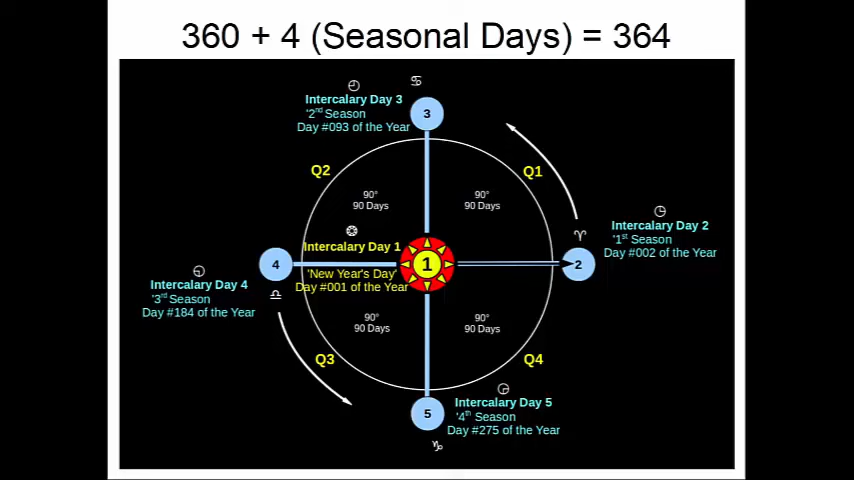 360 + 4 (Seasonal Days) = 364
♋
Intercalary Day 3
'2nd Season
Day #093 of the Year
3
Q2
Q1
90°
90 Days
90°
90 Days
♈
Intercalary Day 2
'1st Season
Day #002 of the Year
Intercalary Day 1
'New Year's Day'
Day #001 of the Year
1
2
4
♎
Intercalary Day 4
'3rd Season
Day #184 of the Year
90°
90 Days
90°
90 Days
Q3
Q4
5
Intercalary Day 5
'4th Season
Day #275 of the Year
♑